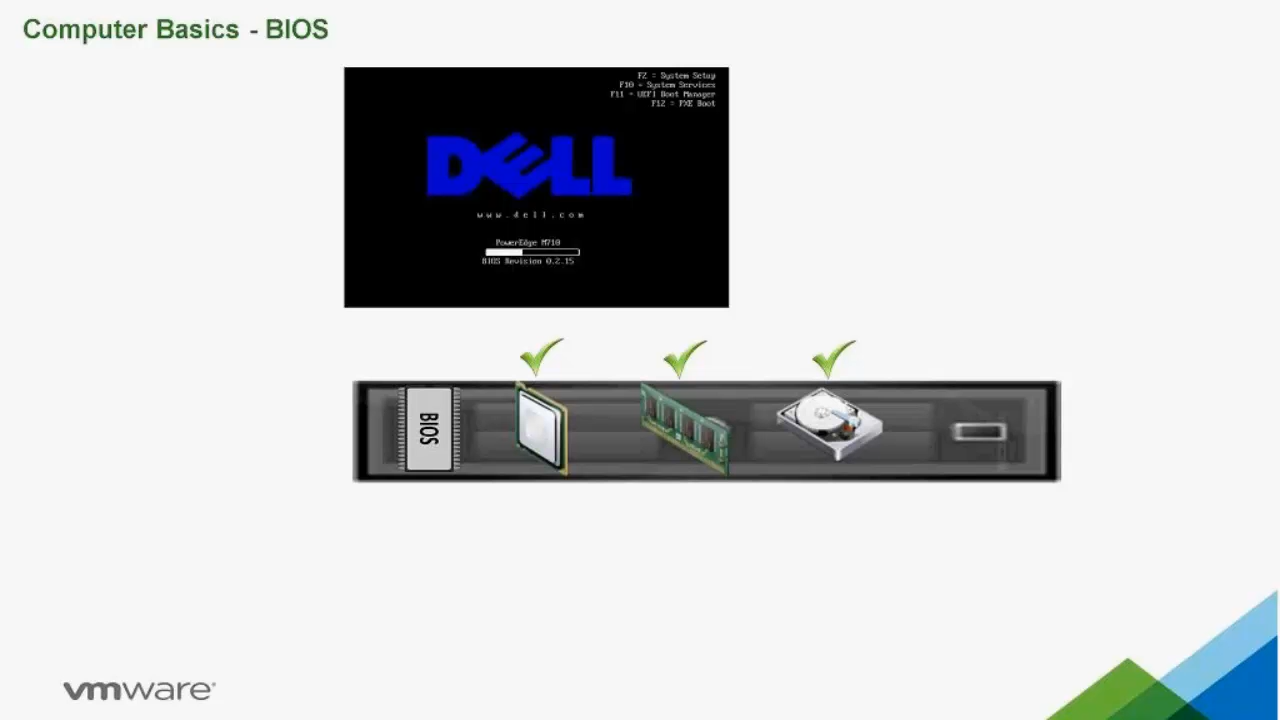 Computer Basics - BIOS
F2 = System Setup
F10 = System Services
F11 = UEFI Boot Manager
F12 = PXE Boot
DELL
www.dell.com
PowerEdge M710
BIOS Revision 0.2.15
BIOS
vmware®